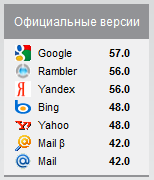 Официальные версии
Google 57.0
Rambler 56.0
Яandex 56.0
Bing 48.0
Yahoo 48.0
Mail β 42.0
Mail 42.0